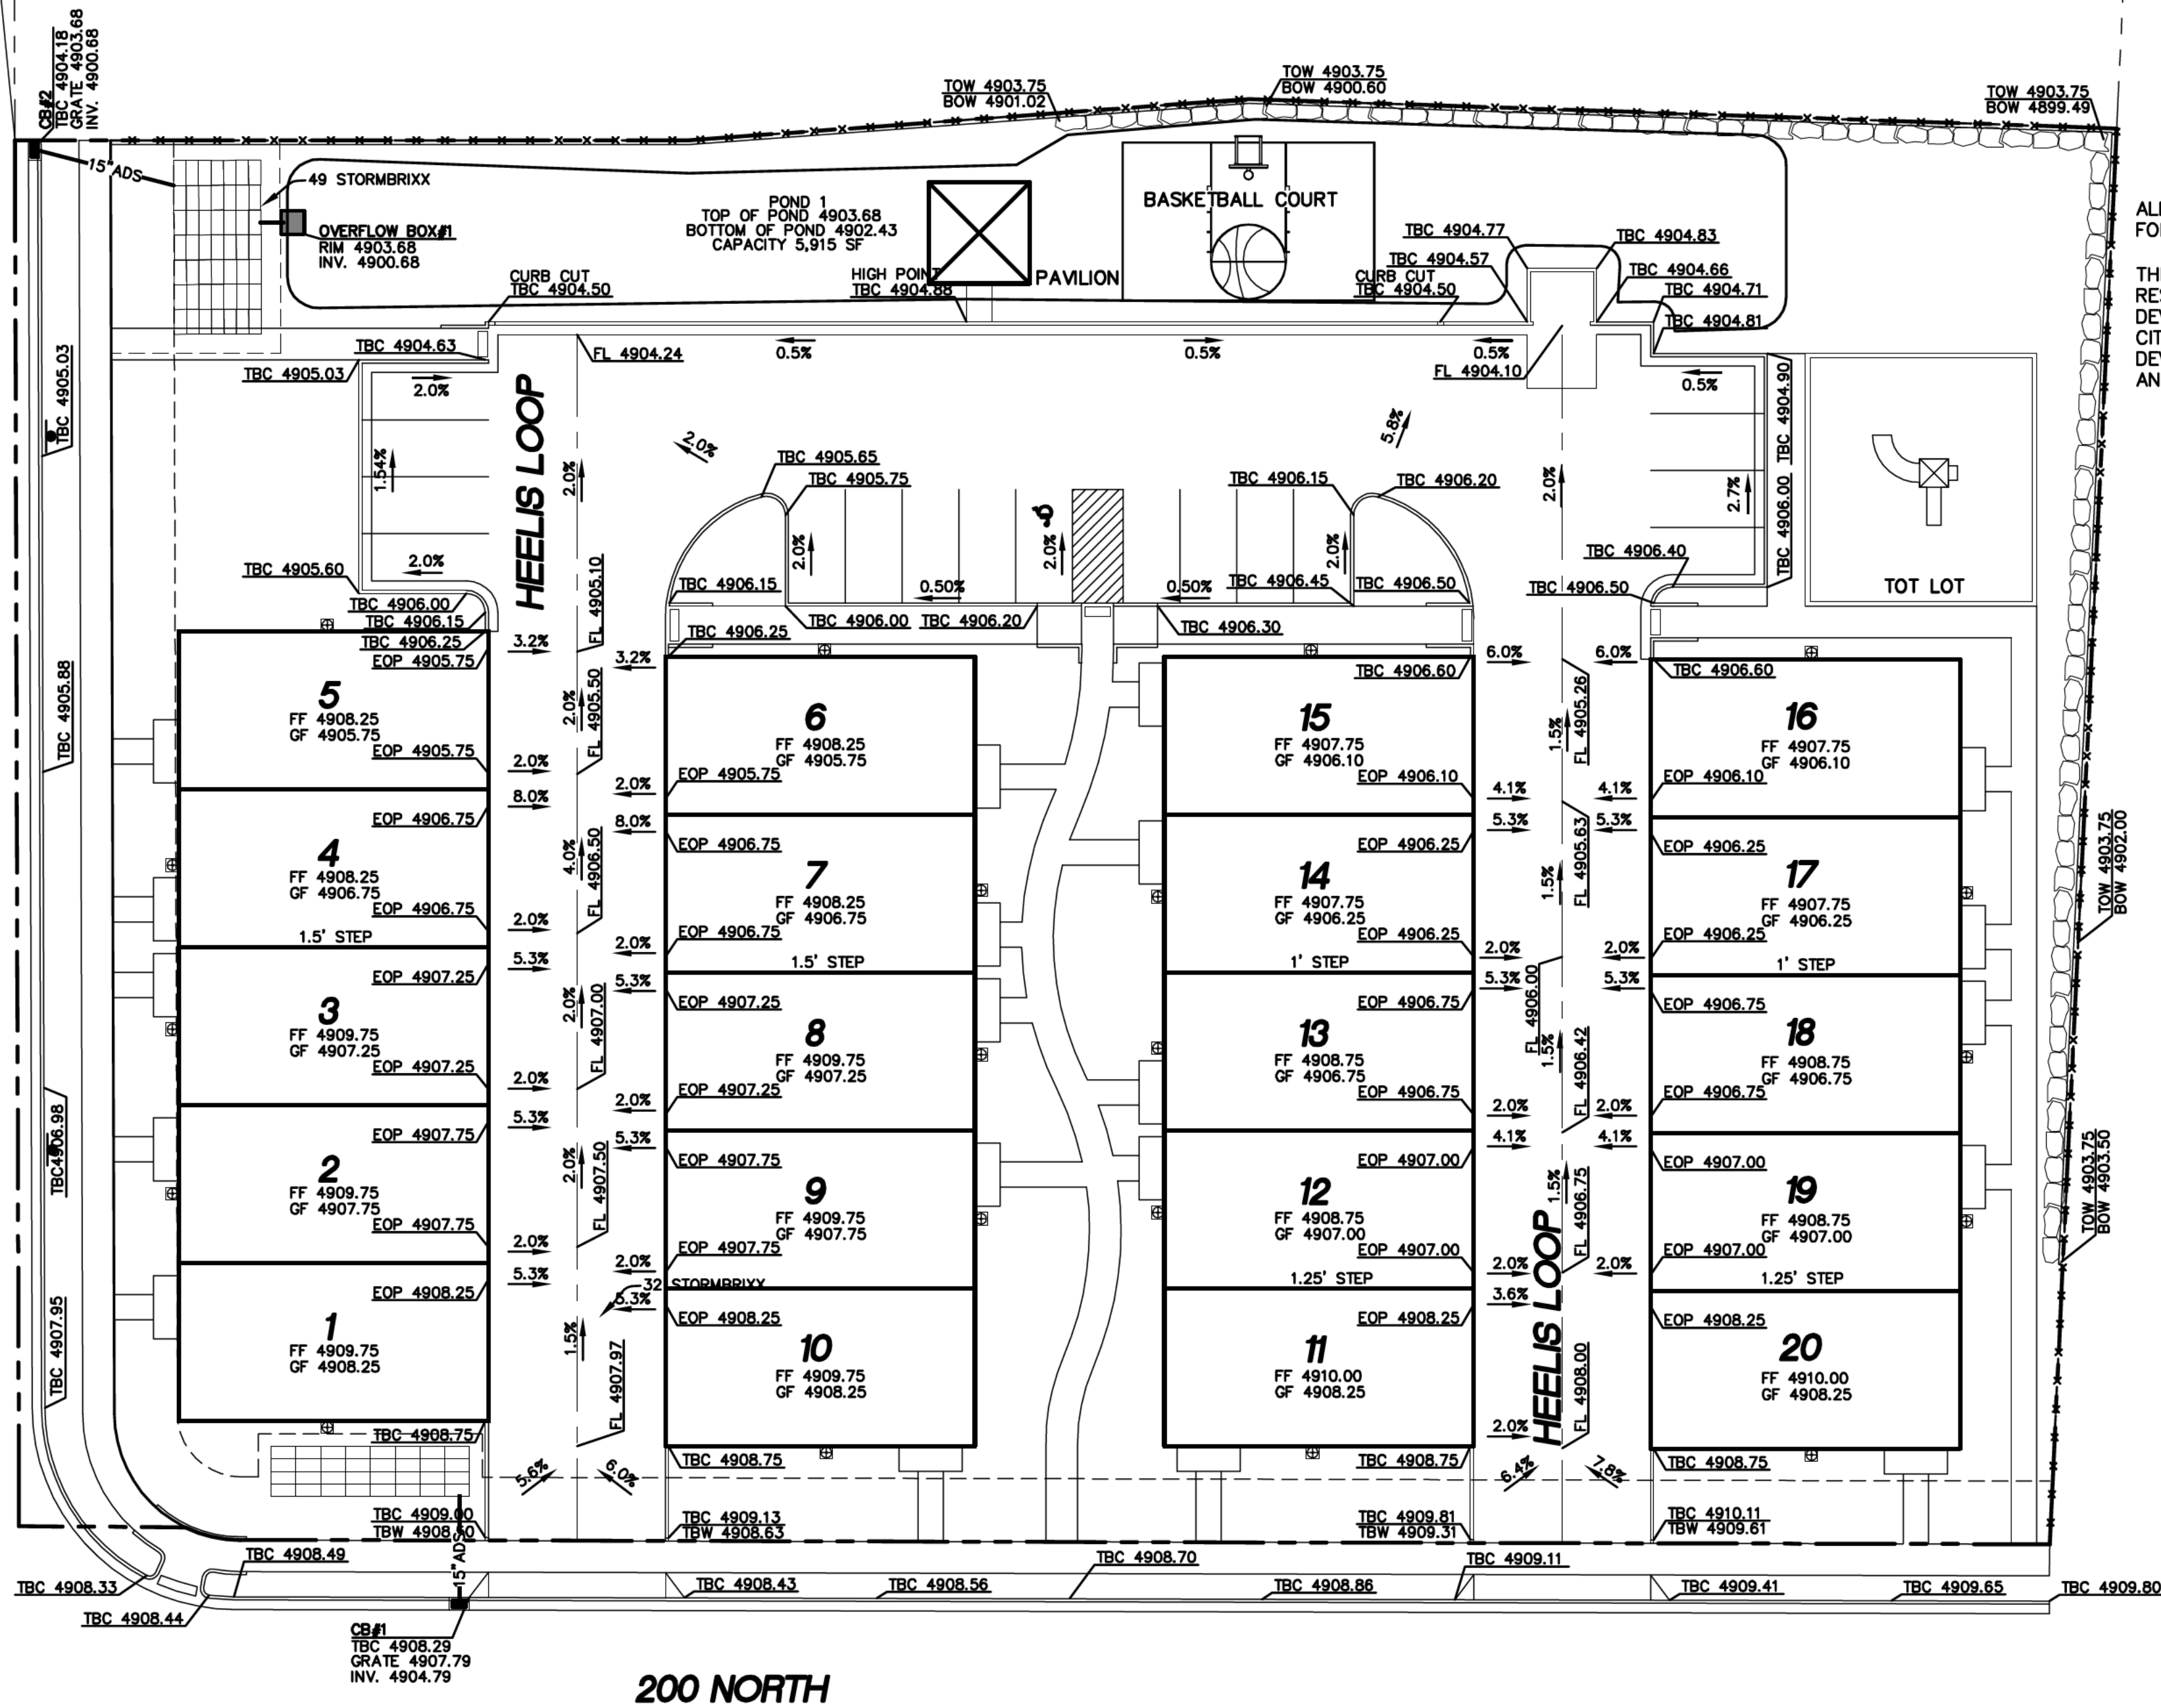 CB#2
TBC 4904.18
GRATE 4903.68
INV. 4900.68
TOW 4903.75
BOW 4901.02
TOW 4903.75
BOW 4900.60
TOW 4903.75
BOW 4899.49
15"ADS
49 STORMBRIXX
OVERFLOW BOX#1
RIM 4903.68
INV. 4900.68
POND 1
TOP OF POND 4903.68
BOTTOM OF POND 4902.43
CAPACITY 5,915 SF
BASKETBALL COURT
PAVILION
CURB CUT
TBC 4904.50
HIGH POINT
TBC 4904.88
CURB CUT
TBC 4904.50
TBC 4904.77
TBC 4904.57
TBC 4904.83
TBC 4904.66
TBC 4904.71
TBC 4904.81
TBC 4905.03
TBC 4904.63
TBC 4905.03
2.0%
FL 4904.24
0.5%
0.5%
0.5%
FL 4904.10
0.5%
TBC 4904.90
HEELIS LOOP
1.54%
2.0%
2.0%
5.8%
2.0%
2.7%
TBC 4906.00
TBC 4905.65
TBC 4905.75
TBC 4906.15
TBC 4906.20
2.0%
2.0%
2.0%
TBC 4905.60
2.0%
TBC 4906.00
TBC 4906.15
TBC 4906.25
EOP 4905.75
FL 4905.10
TBC 4906.15
0.50%
0.50%
TBC 4906.45
TBC 4906.50
TBC 4906.40
TBC 4906.50
TOT LOT
TBC 4906.00
TBC 4906.20
TBC 4906.30
TBC 4906.25
3.2%
3.2%
TBC 4906.60
6.0%
6.0%
TBC 4906.60
TBC 4905.88
5
FF 4908.25
GF 4905.75
EOP 4905.75
2.0%
2.0%
FL 4905.50
2.0%
6
FF 4908.25
GF 4905.75
EOP 4905.75
15
FF 4907.75
GF 4906.10
EOP 4906.10
4.1%
1.5%
FL 4905.26
4.1%
16
FF 4907.75
GF 4906.10
EOP 4906.10
8.0%
8.0%
5.3%
5.3%
EOP 4906.75
4
FF 4908.25
GF 4906.75
EOP 4906.75
1.5' STEP
2.0%
4.0%
FL 4906.50
2.0%
EOP 4906.75
7
FF 4908.25
GF 4906.75
EOP 4906.75
1.5' STEP
EOP 4906.25
14
FF 4907.75
GF 4906.25
EOP 4906.25
1' STEP
2.0%
1.5%
FL 4905.63
2.0%
EOP 4906.25
17
FF 4907.75
GF 4906.25
EOP 4906.25
1' STEP
TOW 4903.75
BOW 4902.00
5.3%
5.3%
5.3%
5.3%
EOP 4907.25
3
FF 4909.75
GF 4907.25
EOP 4907.25
2.0%
2.0%
FL 4907.00
2.0%
EOP 4907.25
8
FF 4909.75
GF 4907.25
EOP 4907.25
EOP 4906.75
13
FF 4908.75
GF 4906.75
EOP 4906.75
2.0%
FL 4906.00
1.5%
FL 4906.42
2.0%
EOP 4906.75
18
FF 4908.75
GF 4906.75
EOP 4906.75
TBC4906.98
5.3%
5.3%
4.1%
4.1%
EOP 4907.75
2
FF 4909.75
GF 4907.75
EOP 4907.75
2.0%
2.0%
FL 4907.50
2.0%
EOP 4907.75
9
FF 4909.75
GF 4907.75
EOP 4907.75
EOP 4907.00
12
FF 4908.75
GF 4907.00
EOP 4907.00
1.25' STEP
2.0%
1.5%
FL 4906.75
2.0%
EOP 4907.00
19
FF 4908.75
GF 4907.00
EOP 4907.00
1.25' STEP
TOW 4903.75
BOW 4903.50
32 STORMBRIXX
5.3%
5.3%
3.6%
TBC 4907.95
EOP 4908.25
1
FF 4909.75
GF 4908.25
1.5%
FL 4907.97
EOP 4908.25
10
FF 4909.75
GF 4908.25
EOP 4908.25
11
FF 4910.00
GF 4908.25
HEELIS LOOP
FL 4908.00
2.0%
EOP 4908.25
20
FF 4910.00
GF 4908.25
TBC 4908.75
TBC 4908.75
TBC 4908.75
TBC 4908.75
5.6%
6.0%
6.4%
7.8%
TBC 4909.00
TBW 4908.50
TBC 4909.13
TBW 4908.63
TBC 4909.81
TBW 4909.31
TBC 4910.11
TBW 4909.61
15"ADS
TBC 4908.49
TBC 4908.33
TBC 4908.44
TBC 4908.43
TBC 4908.56
TBC 4908.70
TBC 4908.86
TBC 4909.11
TBC 4909.41
TBC 4909.65
TBC 4909.80
CB#1
TBC 4908.29
GRATE 4907.79
INV. 4904.79
200 NORTH